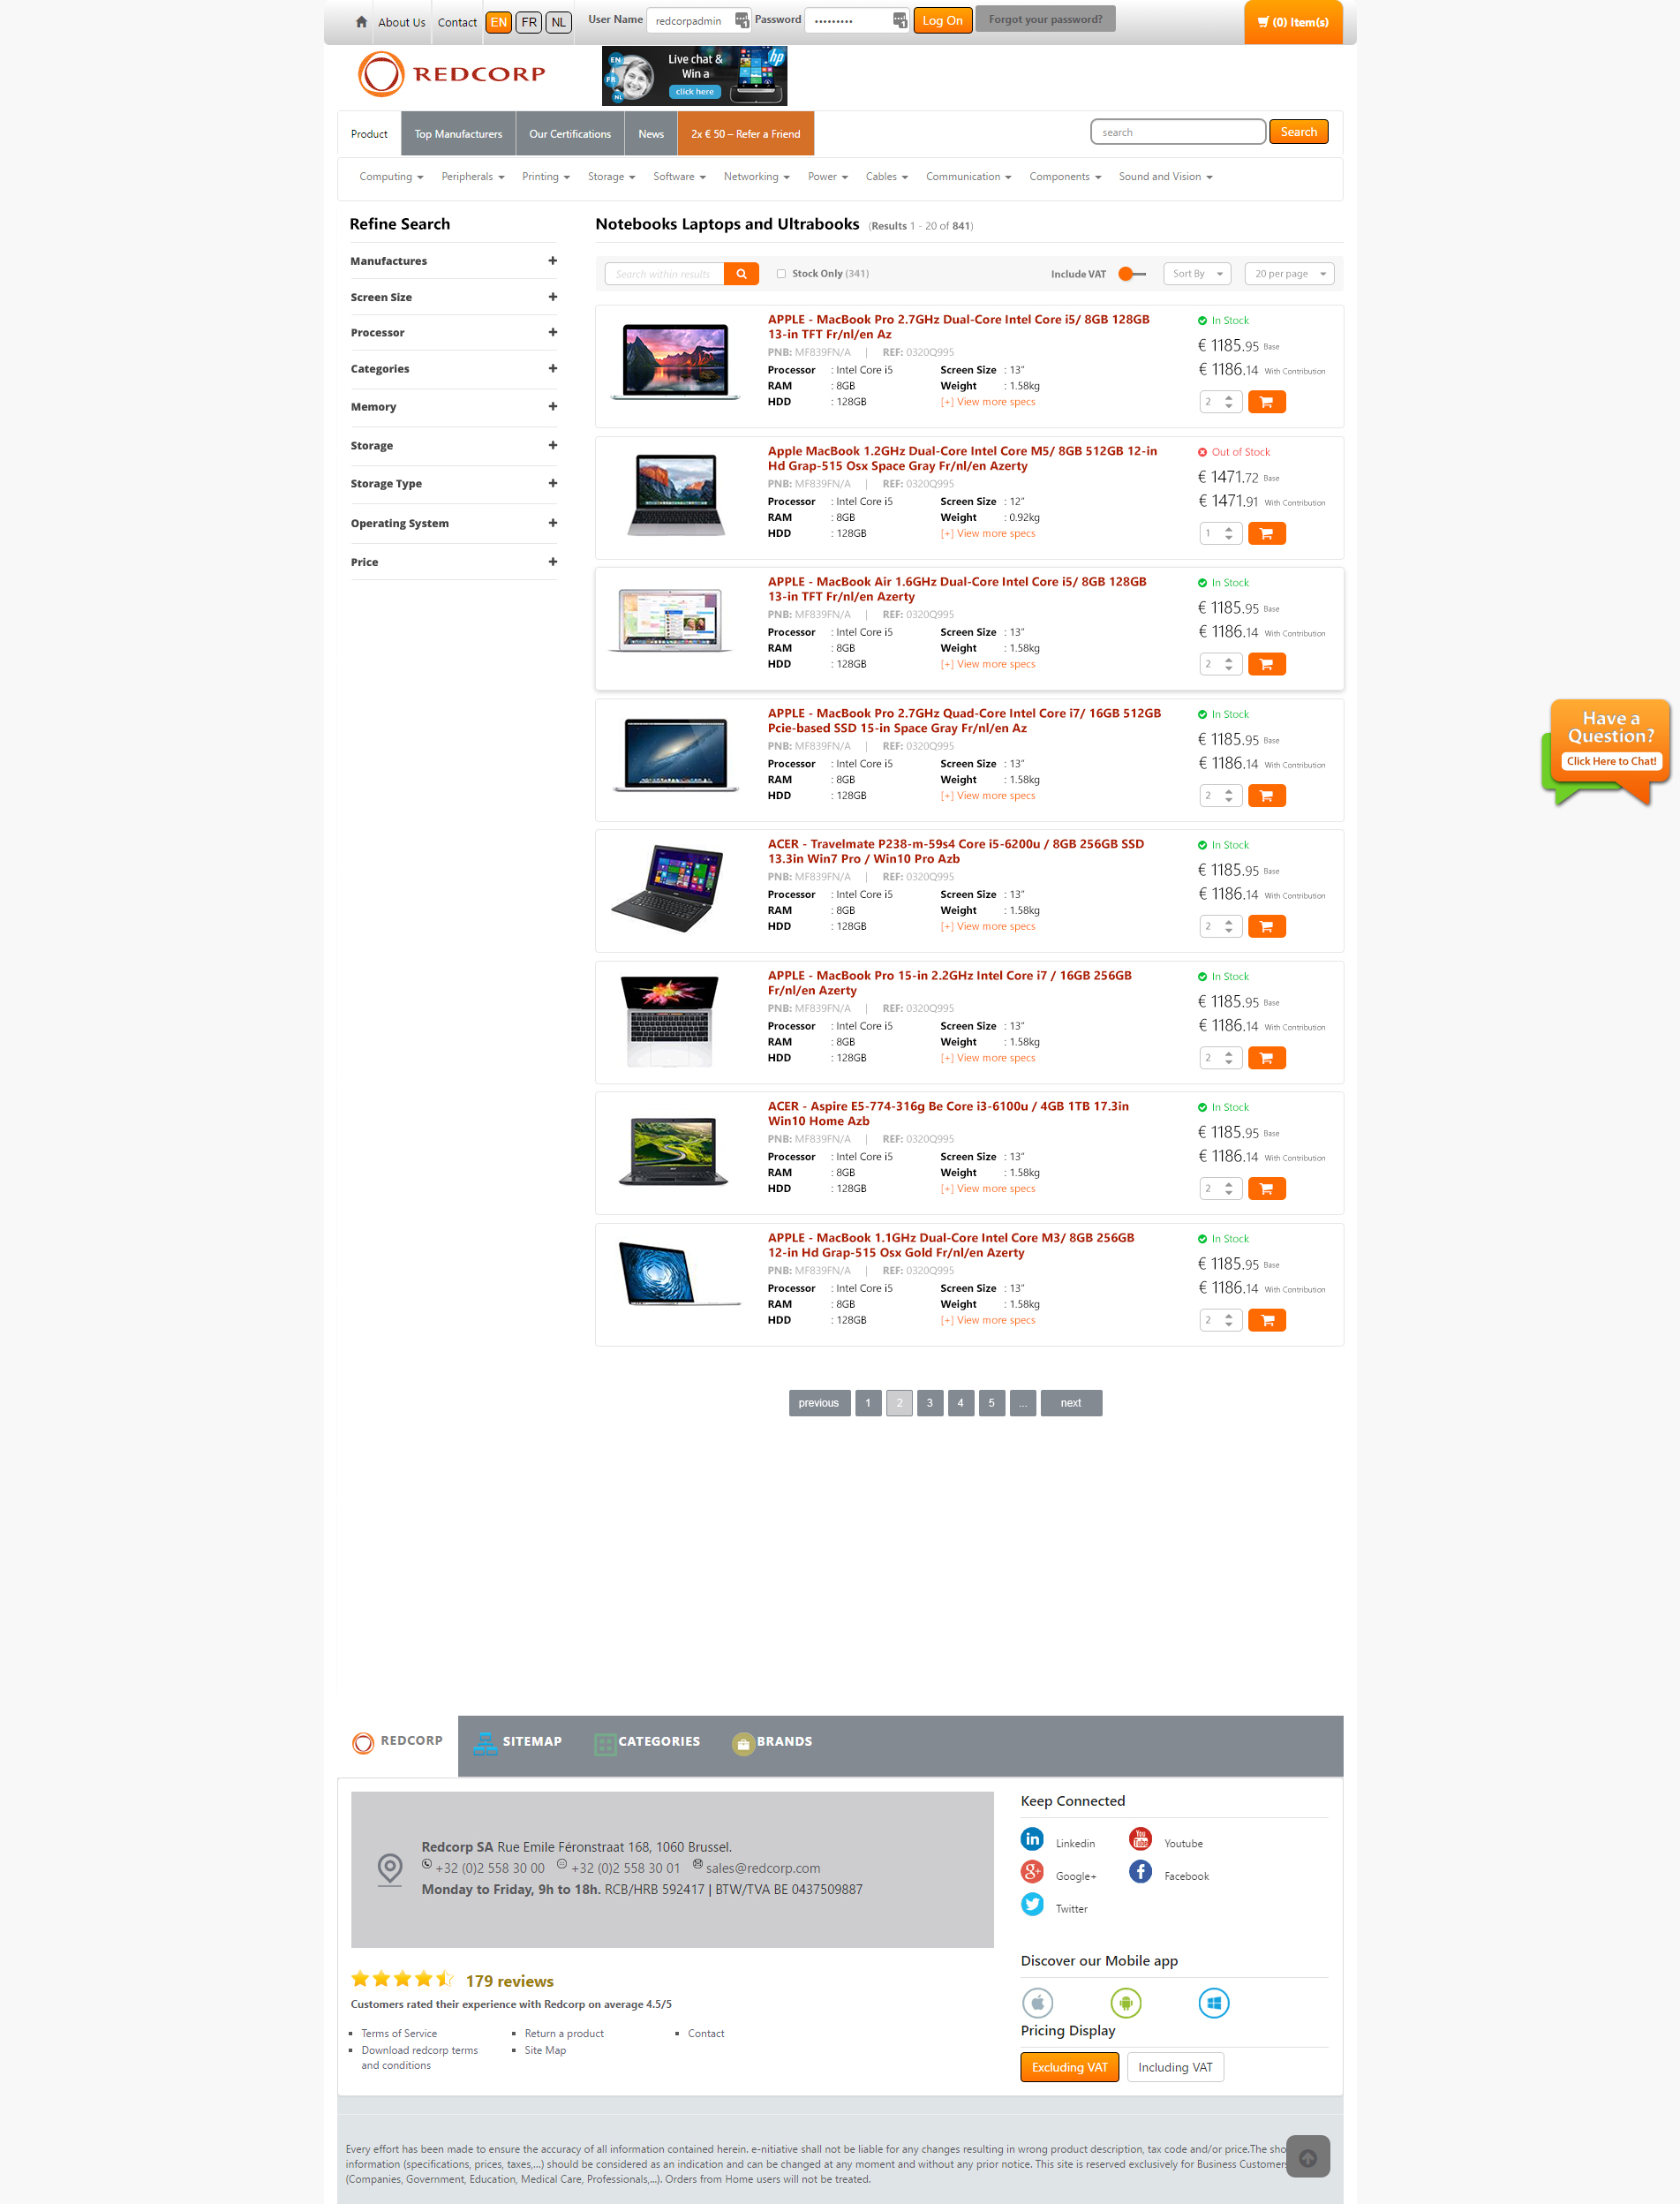 About Us Contact EN FR NL User Name redcorpadmin Password ••••••••• Log On Forgot your password? (0) Item(s)
REDCORP
EN FR NL Live chat & Win a click here hp
Product Top Manufacturers Our Certifications News 2x € 50 – Refer a Friend search Search
Computing Peripherals Printing Storage Software Networking Power Cables Communication Components Sound and Vision
Refine Search
Manufactures +
Screen Size +
Processor +
Categories +
Memory +
Storage +
Storage Type +
Operating System +
Price +
Notebooks Laptops and Ultrabooks (Results 1 - 20 of 841)
Search within results Stock Only (341) Include VAT Sort By 20 per page
APPLE - MacBook Pro 2.7GHz Dual-Core Intel Core i5/ 8GB 128GB
13-in TFT Fr/nl/en Az
PNB: MF839FN/A | REF: 0320Q995
Processor : Intel Core i5 Screen Size : 13"
RAM : 8GB Weight : 1.58kg
HDD : 128GB [+] View more specs
In Stock
€ 1185.95 Base
€ 1186.14 With Contribution
2
Apple MacBook 1.2GHz Dual-Core Intel Core M5/ 8GB 512GB 12-in
Hd Grap-515 Osx Space Gray Fr/nl/en Azerty
PNB: MF839FN/A | REF: 0320Q995
Processor : Intel Core i5 Screen Size : 12"
RAM : 8GB Weight : 0.92kg
HDD : 128GB [+] View more specs
Out of Stock
€ 1471.72 Base
€ 1471.91 With Contribution
1
APPLE - MacBook Air 1.6GHz Dual-Core Intel Core i5/ 8GB 128GB
13-in TFT Fr/nl/en Azerty
PNB: MF839FN/A | REF: 0320Q995
Processor : Intel Core i5 Screen Size : 13"
RAM : 8GB Weight : 1.58kg
HDD : 128GB [+] View more specs
In Stock
€ 1185.95 Base
€ 1186.14 With Contribution
2
APPLE - MacBook Pro 2.7GHz Quad-Core Intel Core i7/ 16GB 512GB
Pcie-based SSD 15-in Space Gray Fr/nl/en Az
PNB: MF839FN/A | REF: 0320Q995
Processor : Intel Core i5 Screen Size : 13"
RAM : 8GB Weight : 1.58kg
HDD : 128GB [+] View more specs
In Stock
€ 1185.95 Base
€ 1186.14 With Contribution
2
Have a
Question?
Click Here to Chat!
ACER - Travelmate P238-m-59s4 Core i5-6200u / 8GB 256GB SSD
13.3in Win7 Pro / Win10 Pro Azb
PNB: MF839FN/A | REF: 0320Q995
Processor : Intel Core i5 Screen Size : 13"
RAM : 8GB Weight : 1.58kg
HDD : 128GB [+] View more specs
In Stock
€ 1185.95 Base
€ 1186.14 With Contribution
2
APPLE - MacBook Pro 15-in 2.2GHz Intel Core i7 / 16GB 256GB
Fr/nl/en Azerty
PNB: MF839FN/A | REF: 0320Q995
Processor : Intel Core i5 Screen Size : 13"
RAM : 8GB Weight : 1.58kg
HDD : 128GB [+] View more specs
In Stock
€ 1185.95 Base
€ 1186.14 With Contribution
2
ACER - Aspire E5-774-316g Be Core i3-6100u / 4GB 1TB 17.3in
Win10 Home Azb
PNB: MF839FN/A | REF: 0320Q995
Processor : Intel Core i5 Screen Size : 13"
RAM : 8GB Weight : 1.58kg
HDD : 128GB [+] View more specs
In Stock
€ 1185.95 Base
€ 1186.14 With Contribution
2
APPLE - MacBook 1.1GHz Dual-Core Intel Core M3/ 8GB 256GB
12-in Hd Grap-515 Osx Gold Fr/nl/en Azerty
PNB: MF839FN/A | REF: 0320Q995
Processor : Intel Core i5 Screen Size : 13"
RAM : 8GB Weight : 1.58kg
HDD : 128GB [+] View more specs
In Stock
€ 1185.95 Base
€ 1186.14 With Contribution
2
previous 1 2 3 4 5 ... next
REDCORP SITEMAP CATEGORIES BRANDS
Redcorp SA Rue Emile Féronstraat 168, 1060 Brussel.
+32 (0)2 558 30 00 +32 (0)2 558 30 01 sales@redcorp.com
Monday to Friday, 9h to 18h. RCB/HRB 592417 | BTW/TVA BE 0437509887
179 reviews
Customers rated their experience with Redcorp on average 4.5/5
Terms of Service Return a product Contact
Download redcorp terms Site Map
and conditions
Keep Connected
Linkedin Youtube
Google+ Facebook
Twitter
Discover our Mobile app
Pricing Display
Excluding VAT Including VAT
Every effort has been made to ensure the accuracy of all information contained herein. e-nitiative shall not be liable for any changes resulting in wrong product description, tax code and/or price.The sho
information (specifications, prices, taxes,...) should be considered as an indication and can be changed at any moment and without any prior notice. This site is reserved exclusively for Business Customers
(Companies, Government, Education, Medical Care, Professionals,...). Orders from Home users will not be treated.